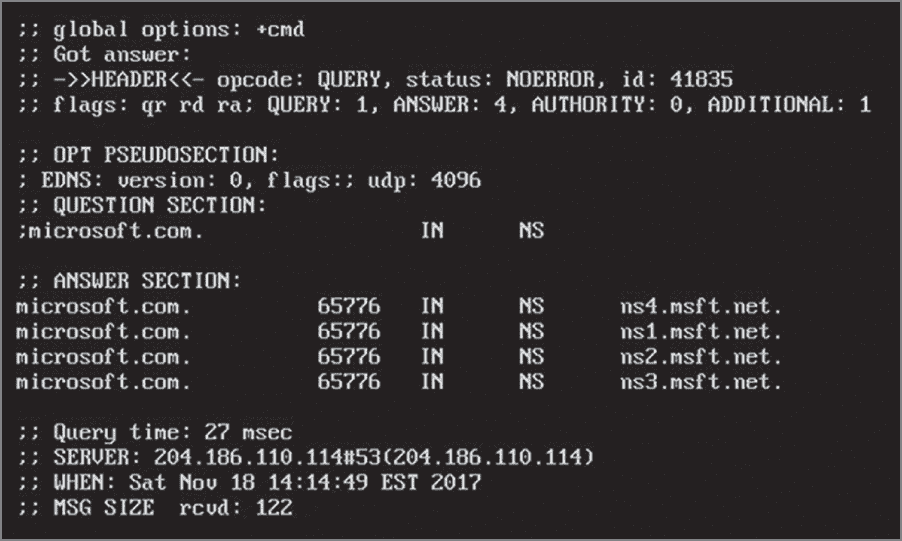 ;; global options: +cmd
;; Got answer:
;; ->>HEADER<<- opcode: QUERY, status: NOERROR, id: 41835
;; flags: qr rd ra; QUERY: 1, ANSWER: 4, AUTHORITY: 0, ADDITIONAL: 1
;; OPT PSEUDOSECTION:
; EDNS: version: 0, flags:; udp: 4096
;; QUESTION SECTION:
;microsoft.com. IN NS
;; ANSWER SECTION:
microsoft.com. 65776 IN NS ns4.msft.net.
microsoft.com. 65776 IN NS ns1.msft.net.
microsoft.com. 65776 IN NS ns2.msft.net.
microsoft.com. 65776 IN NS ns3.msft.net.
;; Query time: 27 msec
;; SERVER: 204.186.110.114#53(204.186.110.114)
;; WHEN: Sat Nov 18 14:14:49 EST 2017
;; MSG SIZE rcvd: 122